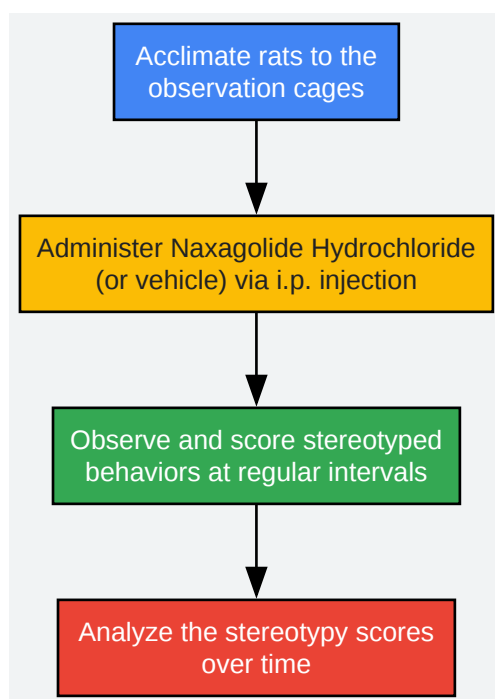 Acclimate rats to the
observation cages
Administer Naxagolide Hydrochloride
(or vehicle) via i.p. injection
Observe and score stereotyped
behaviors at regular intervals
Analyze the stereotypy scores
over time